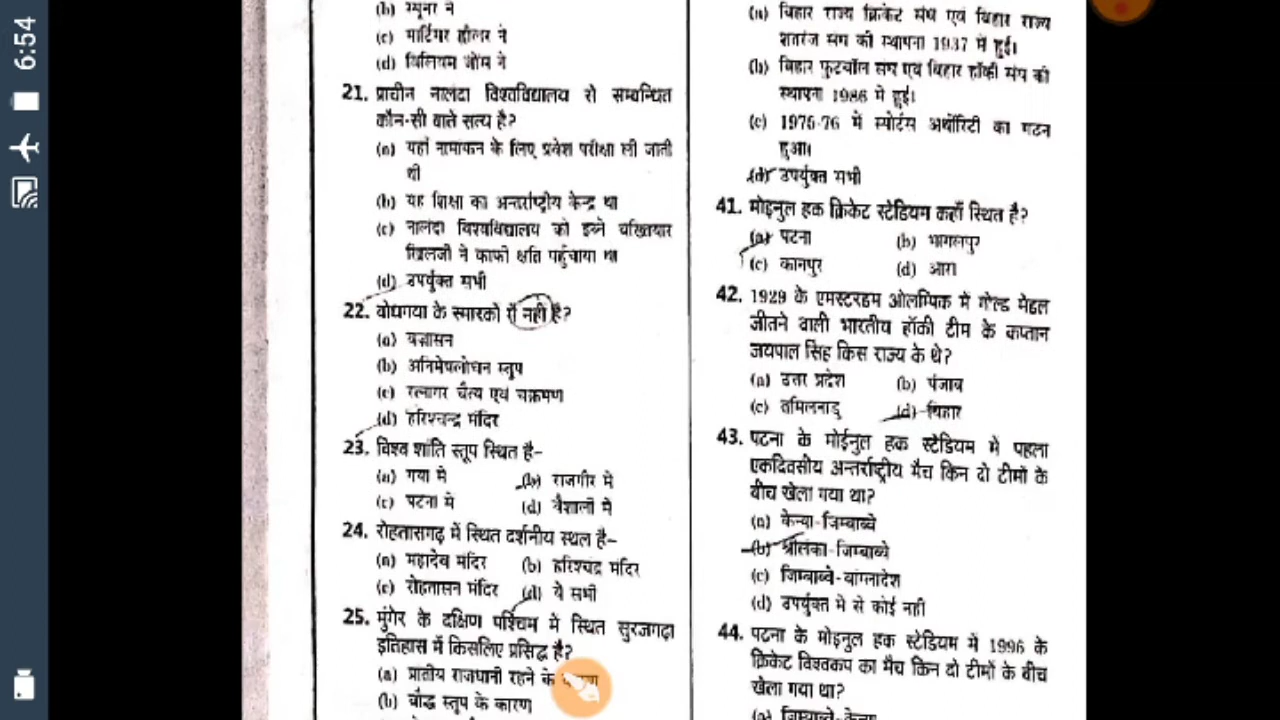 6:54
(b) स्पूनर ने
(c) मार्टिमर ह्वीलर ने
(d) विलियम जोंस ने
21. प्राचीन नालंदा विश्वविद्यालय से सम्बन्धित
कौन-सी बाते सत्य है?
(a) यहाँ नामांकन के लिए प्रवेश परीक्षा ली जाती
थी
(b) यह शिक्षा का अन्तर्राष्ट्रीय केन्द्र था
(c) नालंदा विश्वविद्यालय को इब्ने बख्तियार
खिलजी ने काफी क्षति पहुँचाया था
(d) उपर्युक्त सभी
22. बोधगया के स्मारकों में नहीं है?
(a) वज्रासन
(b) अनिमेषलोचन स्तूप
(c) रत्नागर चैत्य एवं चक्रमण
(d) हरिश्चन्द्र मंदिर
23. विश्व शांति स्तूप स्थित है-
(a) गया में (b) राजगीर में
(c) पटना में (d) वैशाली में
24. रोहतासगढ़ में स्थित दर्शनीय स्थल है-
(a) महादेव मंदिर (b) हरिश्चंद्र मंदिर
(c) रोहतासन मंदिर (d) ये सभी
25. मुंगेर के दक्षिण पश्चिम में स्थित सुरजगढ़ा
इतिहास में किसलिए प्रसिद्ध है?
(a) प्रांतीय राजधानी रहने के
(b) बौद्ध स्तूप के कारण
(a) बिहार राज्य क्रिकेट संघ एवं बिहार राज्य
शतरंज संघ की स्थापना 1937 में हुई।
(b) बिहार फुटबॉल संघ एवं बिहार हॉकी संघ की
स्थापना 1986 में हुई।
(c) 1975-76 में स्पोर्टस अथॉरिटी का गठन
हुआ।
(d) उपर्युक्त सभी
41. मोइनुल हक क्रिकेट स्टेडियम कहाँ स्थित है?
(a) पटना (b) भागलपुर
(c) कानपुर (d) आरा
42. 1929 के एमस्टरडम ओलम्पिक में गोल्ड मेडल
जीतने वाली भारतीय हॉकी टीम के कप्तान
जयपाल सिंह किस राज्य के थे?
(a) उत्तर प्रदेश (b) पंजाब
(c) तमिलनाडू (d) बिहार
43. पटना के मोईनुल हक स्टेडियम में पहला
एकदिवसीय अन्तर्राष्ट्रीय मैच किन दो टीमों के
बीच खेला गया था?
(a) केन्या-जिम्बाब्वे
(b) श्रीलंका-जिम्बाब्वे
(c) जिम्बाब्वे-बांग्लादेश
(d) उपर्युक्त में से कोई नहीं
44. पटना के मोइनुल हक स्टेडियम में 1996 के
क्रिकेट विश्वकप का मैच किन दो टीमों के बीच
खेला गया था?
(a) जिम्बाब्वे-केन्या